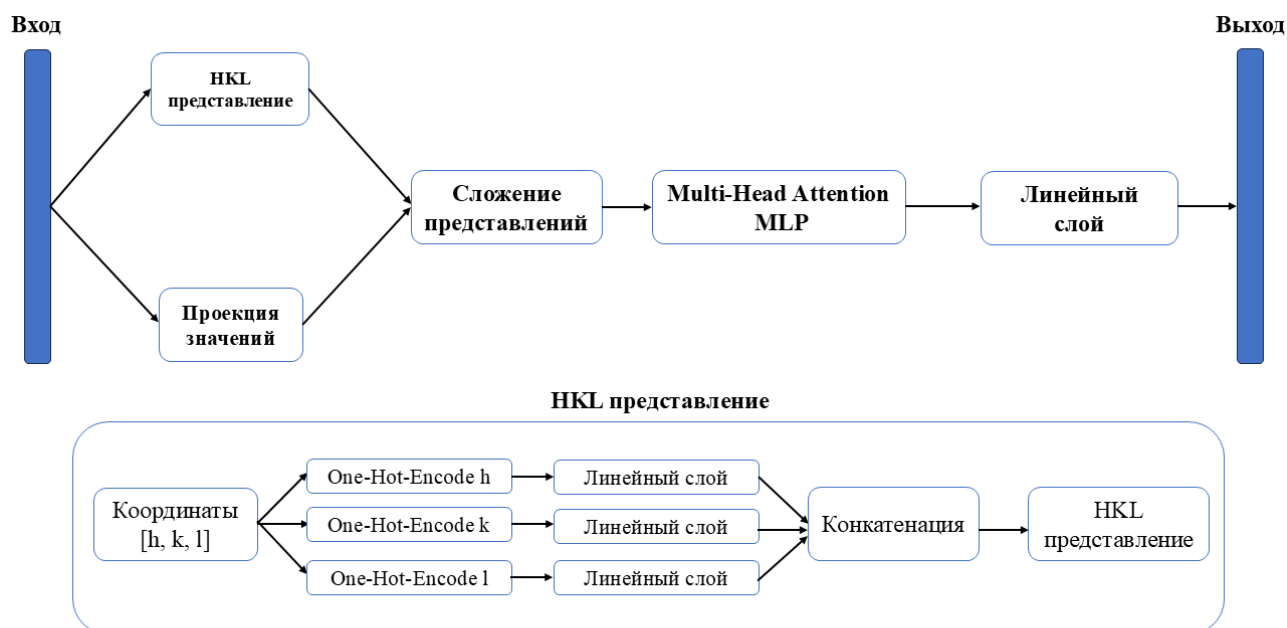 Вход
Выход
HKL
представление
Сложение
представлений
Multi-Head Attention
MLP
Линейный
слой
Проекция
значений
HKL представление
Координаты
[h, k, l]
One-Hot-Encode h
Линейный слой
One-Hot-Encode k
Линейный слой
One-Hot-Encode l
Линейный слой
Конкатенация
HKL
представление